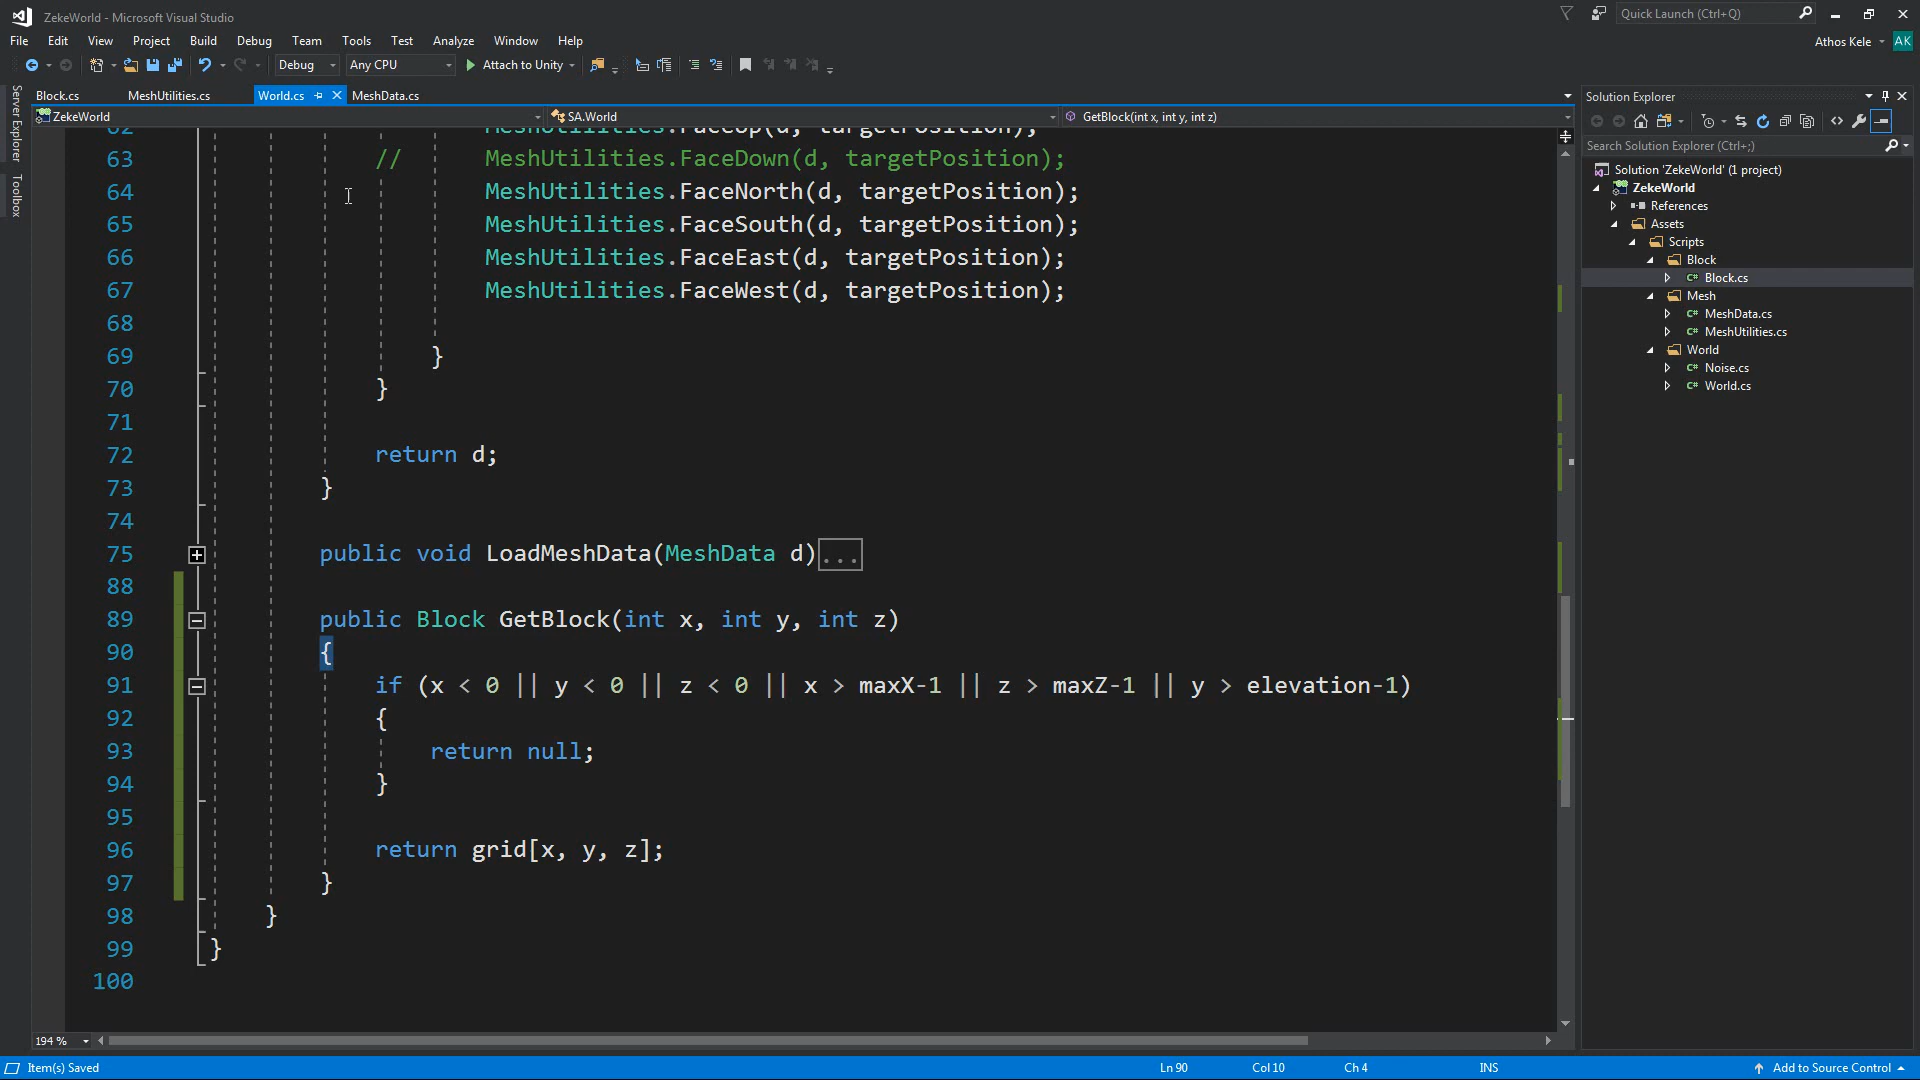 ZekeWorld - Microsoft Visual Studio
Quick Launch (Ctrl+Q)
File Edit View Project Build Debug Team Tools Test Analyze Window Help
Athos Kele AK
Debug Any CPU Attach to Unity
Server Explorer
Toolbox
Block.cs MeshUtilities.cs World.cs MeshData.cs
ZekeWorld SA.World GetBlock(int x, int y, int z)
62 MeshUtilities.FaceUp(d, targetPosition);
63 // MeshUtilities.FaceDown(d, targetPosition);
64 MeshUtilities.FaceNorth(d, targetPosition);
65 MeshUtilities.FaceSouth(d, targetPosition);
66 MeshUtilities.FaceEast(d, targetPosition);
67 MeshUtilities.FaceWest(d, targetPosition);
68
69 }
70 }
71
72 return d;
73 }
74
75 public void LoadMeshData(MeshData d)...
88
89 public Block GetBlock(int x, int y, int z)
90 {
91 if (x < 0 || y < 0 || z < 0 || x > maxX-1 || z > maxZ-1 || y > elevation-1)
92 {
93 return null;
94 }
95
96 return grid[x, y, z];
97 }
98 }
99 }
100
194 %
Solution Explorer
Search Solution Explorer (Ctrl+;)
Solution 'ZekeWorld' (1 project)
ZekeWorld
References
Assets
Scripts
Block
C# Block.cs
Mesh
C# MeshData.cs
C# MeshUtilities.cs
World
C# Noise.cs
C# World.cs
Item(s) Saved Ln 90 Col 10 Ch 4 INS Add to Source Control